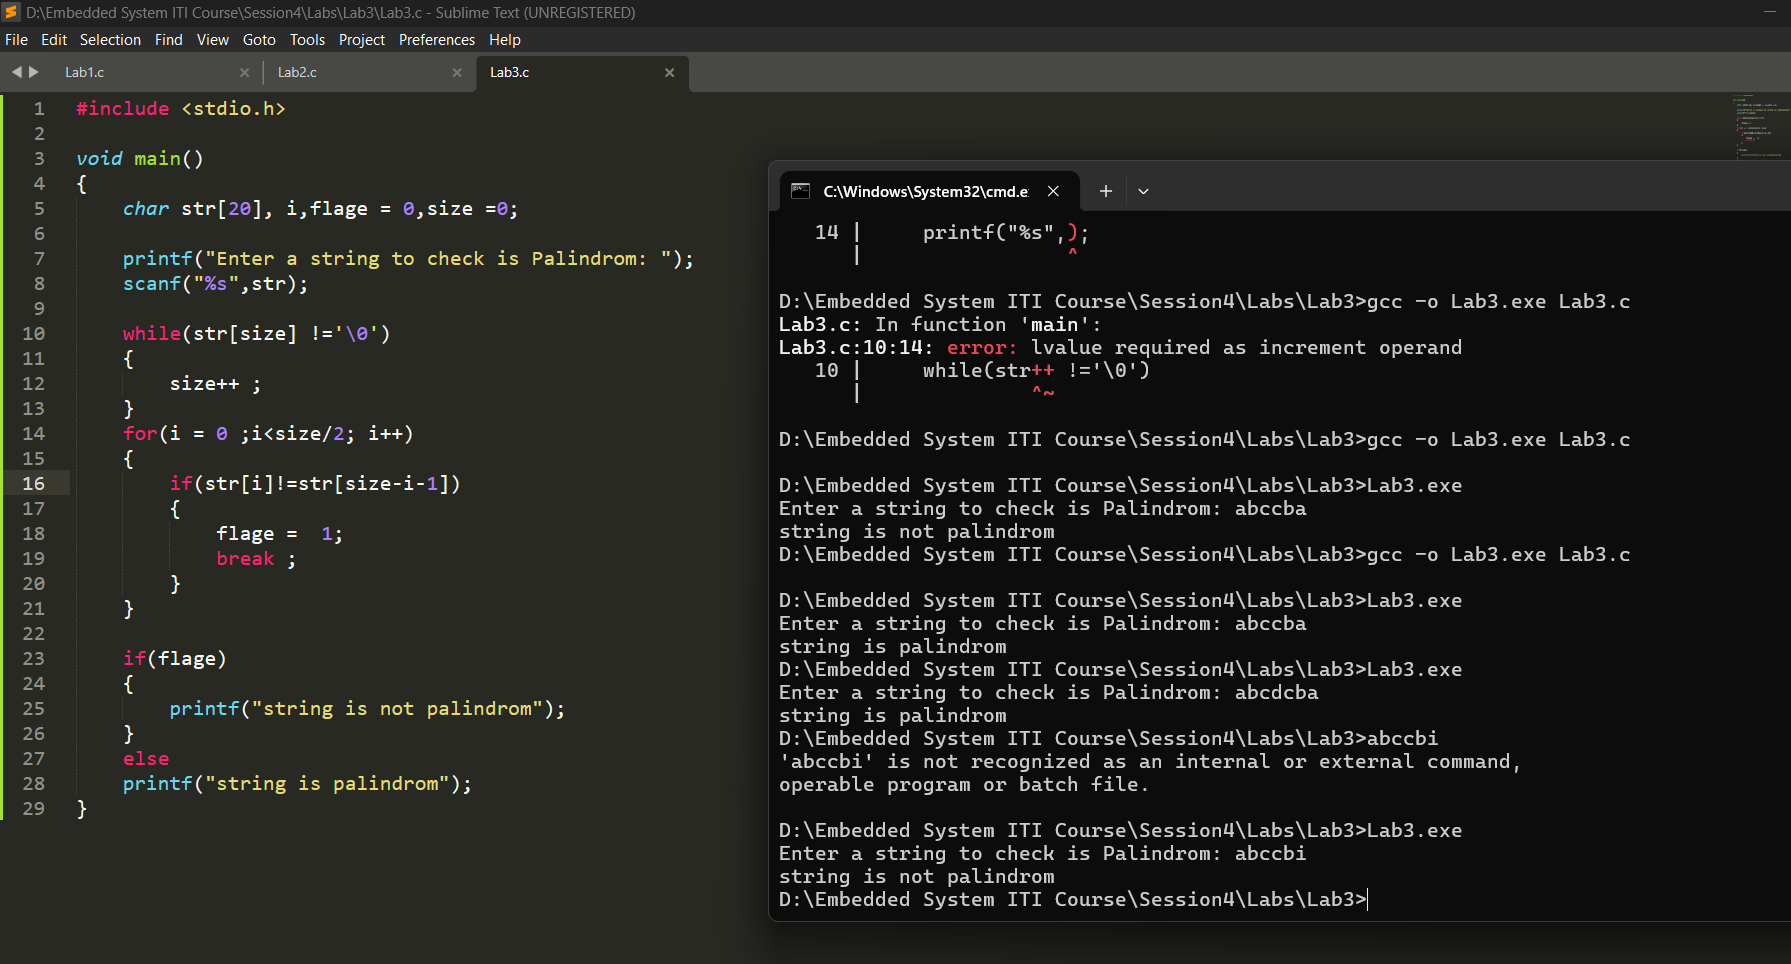 D:\Embedded System ITI Course\Session4\Labs\Lab3\Lab3.c - Sublime Text (UNREGISTERED)
File Edit Selection Find View Goto Tools Project Preferences Help
Lab1.c Lab2.c Lab3.c
1 #include <stdio.h>
2
3 void main()
4 {
5 char str[20], i,flage = 0,size =0;
6
7 printf("Enter a string to check is Palindrom: ");
8 scanf("%s",str);
9
10 while(str[size] !='\0')
11 {
12 size++ ;
13 }
14 for(i = 0 ;i<size/2; i++)
15 {
16 if(str[i]!=str[size-i-1])
17 {
18 flage =  1;
19 break ;
20 }
21 }
22
23 if(flage)
24 {
25 printf("string is not palindrom");
26 }
27 else
28 printf("string is palindrom");
29 }
C:\Windows\System32\cmd.e
14 | printf("%s",);
| ^
D:\Embedded System ITI Course\Session4\Labs\Lab3>gcc -o Lab3.exe Lab3.c
Lab3.c: In function 'main':
Lab3.c:10:14: error: lvalue required as increment operand
10 | while(str++ !='\0')
| ^~
D:\Embedded System ITI Course\Session4\Labs\Lab3>gcc -o Lab3.exe Lab3.c
D:\Embedded System ITI Course\Session4\Labs\Lab3>Lab3.exe
Enter a string to check is Palindrom: abccba
string is not palindrom
D:\Embedded System ITI Course\Session4\Labs\Lab3>gcc -o Lab3.exe Lab3.c
D:\Embedded System ITI Course\Session4\Labs\Lab3>Lab3.exe
Enter a string to check is Palindrom: abccba
string is palindrom
D:\Embedded System ITI Course\Session4\Labs\Lab3>Lab3.exe
Enter a string to check is Palindrom: abcdcba
string is palindrom
D:\Embedded System ITI Course\Session4\Labs\Lab3>abccbi
'abccbi' is not recognized as an internal or external command,
operable program or batch file.
D:\Embedded System ITI Course\Session4\Labs\Lab3>Lab3.exe
Enter a string to check is Palindrom: abccbi
string is not palindrom
D:\Embedded System ITI Course\Session4\Labs\Lab3>